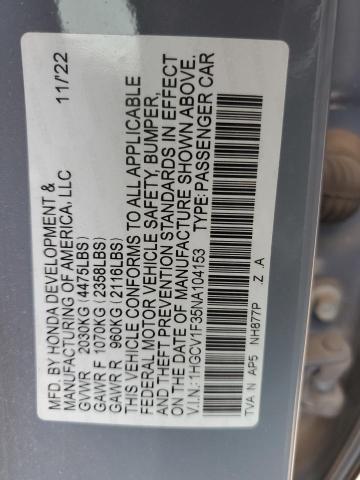 MFD. BY HONDA DEVELOPMENT & 11/22
MANUFACTURING OF AMERICA, LLC
GVWR 2030KG (4475LBS)
GAWR F 1070KG (2358LBS)
GAWR R 960KG (2116LBS)
THIS VEHICLE CONFORMS TO ALL APPLICABLE
FEDERAL MOTOR VEHICLE SAFETY, BUMPER,
AND THEFT PREVENTION STANDARDS IN EFFECT
ON THE DATE OF MANUFACTURE SHOWN ABOVE.
V.I.N.: 1HGCV1F35NA104153 TYPE: PASSENGER CAR
TVA N AP5 NH877P Z A